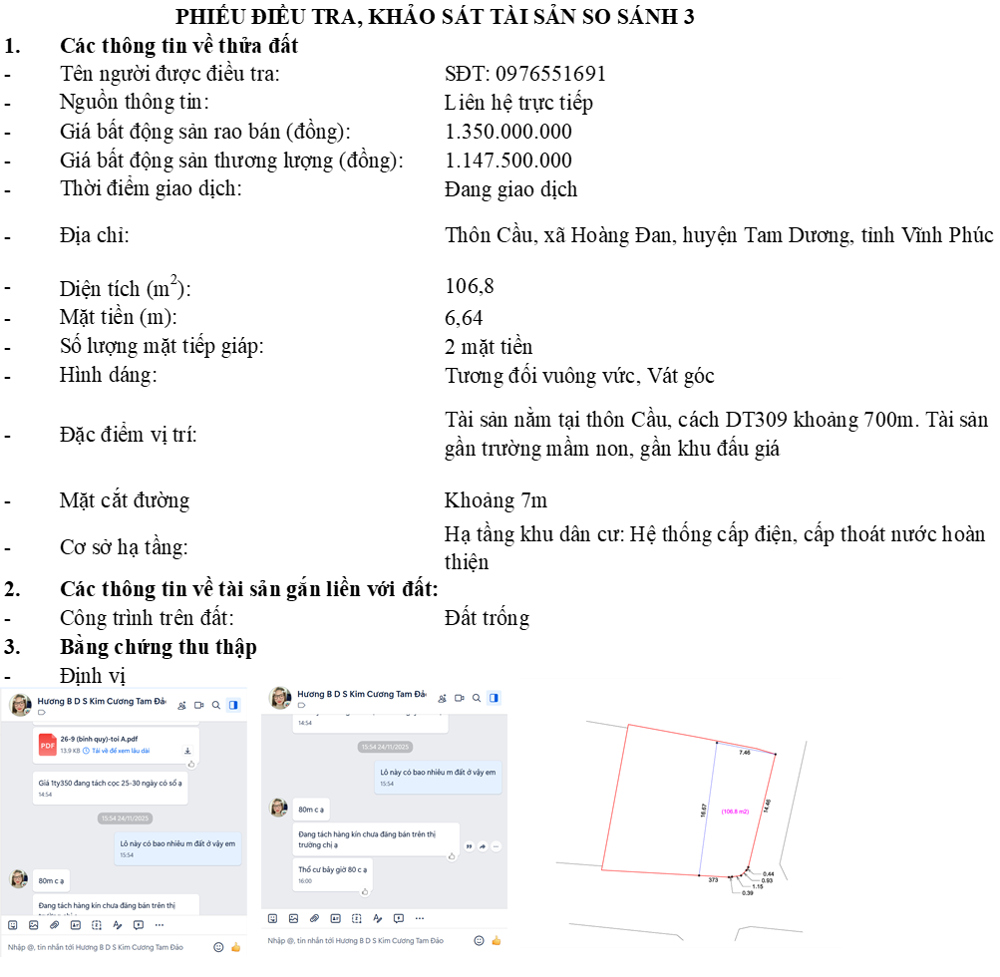 PHIẾU ĐIỀU TRA, KHẢO SÁT TÀI SẢN SO SÁNH 3
1. Các thông tin về thửa đất
- Tên người được điều tra: SĐT: 0976551691
- Nguồn thông tin: Liên hệ trực tiếp
- Giá bất động sản rao bán (đồng): 1.350.000.000
- Giá bất động sản thương lượng (đồng): 1.147.500.000
- Thời điểm giao dịch: Đang giao dịch
- Địa chỉ: Thôn Cầu, xã Hoàng Đan, huyện Tam Dương, tỉnh Vĩnh Phúc
- Diện tích (m2): 106,8
- Mặt tiền (m): 6,64
- Số lượng mặt tiếp giáp: 2 mặt tiền
- Hình dáng: Tương đối vuông vức, Vát góc
- Đặc điểm vị trí: Tài sản nằm tại thôn Cầu, cách DT309 khoảng 700m. Tài sản
gần trường mầm non, gần khu đấu giá
- Mặt cắt đường Khoảng 7m
- Cơ sở hạ tầng: Hạ tầng khu dân cư: Hệ thống cấp điện, cấp thoát nước hoàn
thiện
2. Các thông tin về tài sản gắn liền với đất:
- Công trình trên đất: Đất trống
3. Bằng chứng thu thập
- Định vị
Hương B D S Kim Cương Tam Đả
PDF
26-9 (bình quy)-toi A.pdf
13.9 KB Tải về để xem lâu dài
Giá 1ty350 đang tách cọc 25-30 ngày có sổ ạ
14:54
15:54 24/11/2025
Lô này có bao nhiêu m đất ở vậy em
15:54
80m c ạ
Đang tách hàng kín chưa đăng bán trên thị
Nhập @, tin nhắn tới Hương B D S Kim Cương Tam Đảo
Hương B D S Kim Cương Tam Đả
14:54
15:54 24/11/2025
Lô này có bao nhiêu m đất ở vậy em
15:54
80m c ạ
Đang tách hàng kín chưa đăng bán trên thị
trường chị ạ
Thổ cư bây giờ 80 c ạ
16:00
Nhập @, tin nhắn tới Hương B D S Kim Cương Tam Đảo
7.46
16.67
(106.8 m2)
14.46
373
0.44
0.93
1.15
0.39